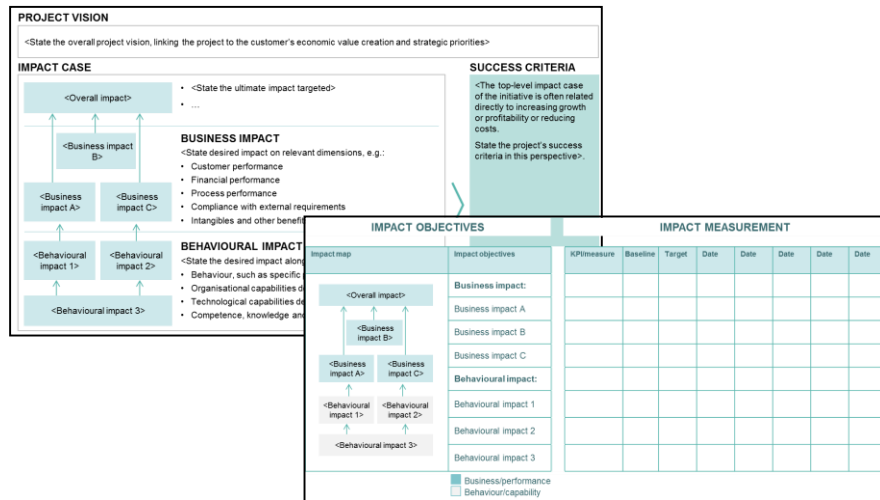 PROJECT VISION
<State the overall project vision, linking the project to the customer's economic value creation and strategic priorities>
IMPACT CASE
<Overall impact>
<Business impact
B>
<Business
impact A>
<Business
impact C>
<Behavioural
impact 1>
<Behavioural
impact 2>
<Behavioural impact 3>
• <State the ultimate impact targeted>
• ...
BUSINESS IMPACT
<State desired impact on relevant dimensions, e.g.:
• Customer performance
• Financial performance
• Process performance
• Compliance with external requirements
• Intangibles and other benefit
BEHAVIOURAL IMPACT
<State the desired impact along
• Behaviour, such as specific
• Organisational capabilities
• Technological capabilities
• Competence, knowledge and
SUCCESS CRITERIA
<The top-level impact case
of the initiative is often related
directly to increasing growth
or profitability or reducing
costs.
State the project's success
criteria in this perspective>.
IMPACT OBJECTIVES
Impact map
Impact objectives
<Overall impact>
<Business
impact B>
<Business
impact A>
<Business
impact C>
<Behavioural
impact 1>
<Behavioural
impact 2>
<Behavioural impact 3>
Business impact:
Business impact A
Business impact B
Business impact C
Behavioural impact:
Behavioural impact 1
Behavioural impact 2
Behavioural impact 3
IMPACT MEASUREMENT
KPI/measure Baseline Target Date Date Date Date Date
Business/performance
Behaviour/capability